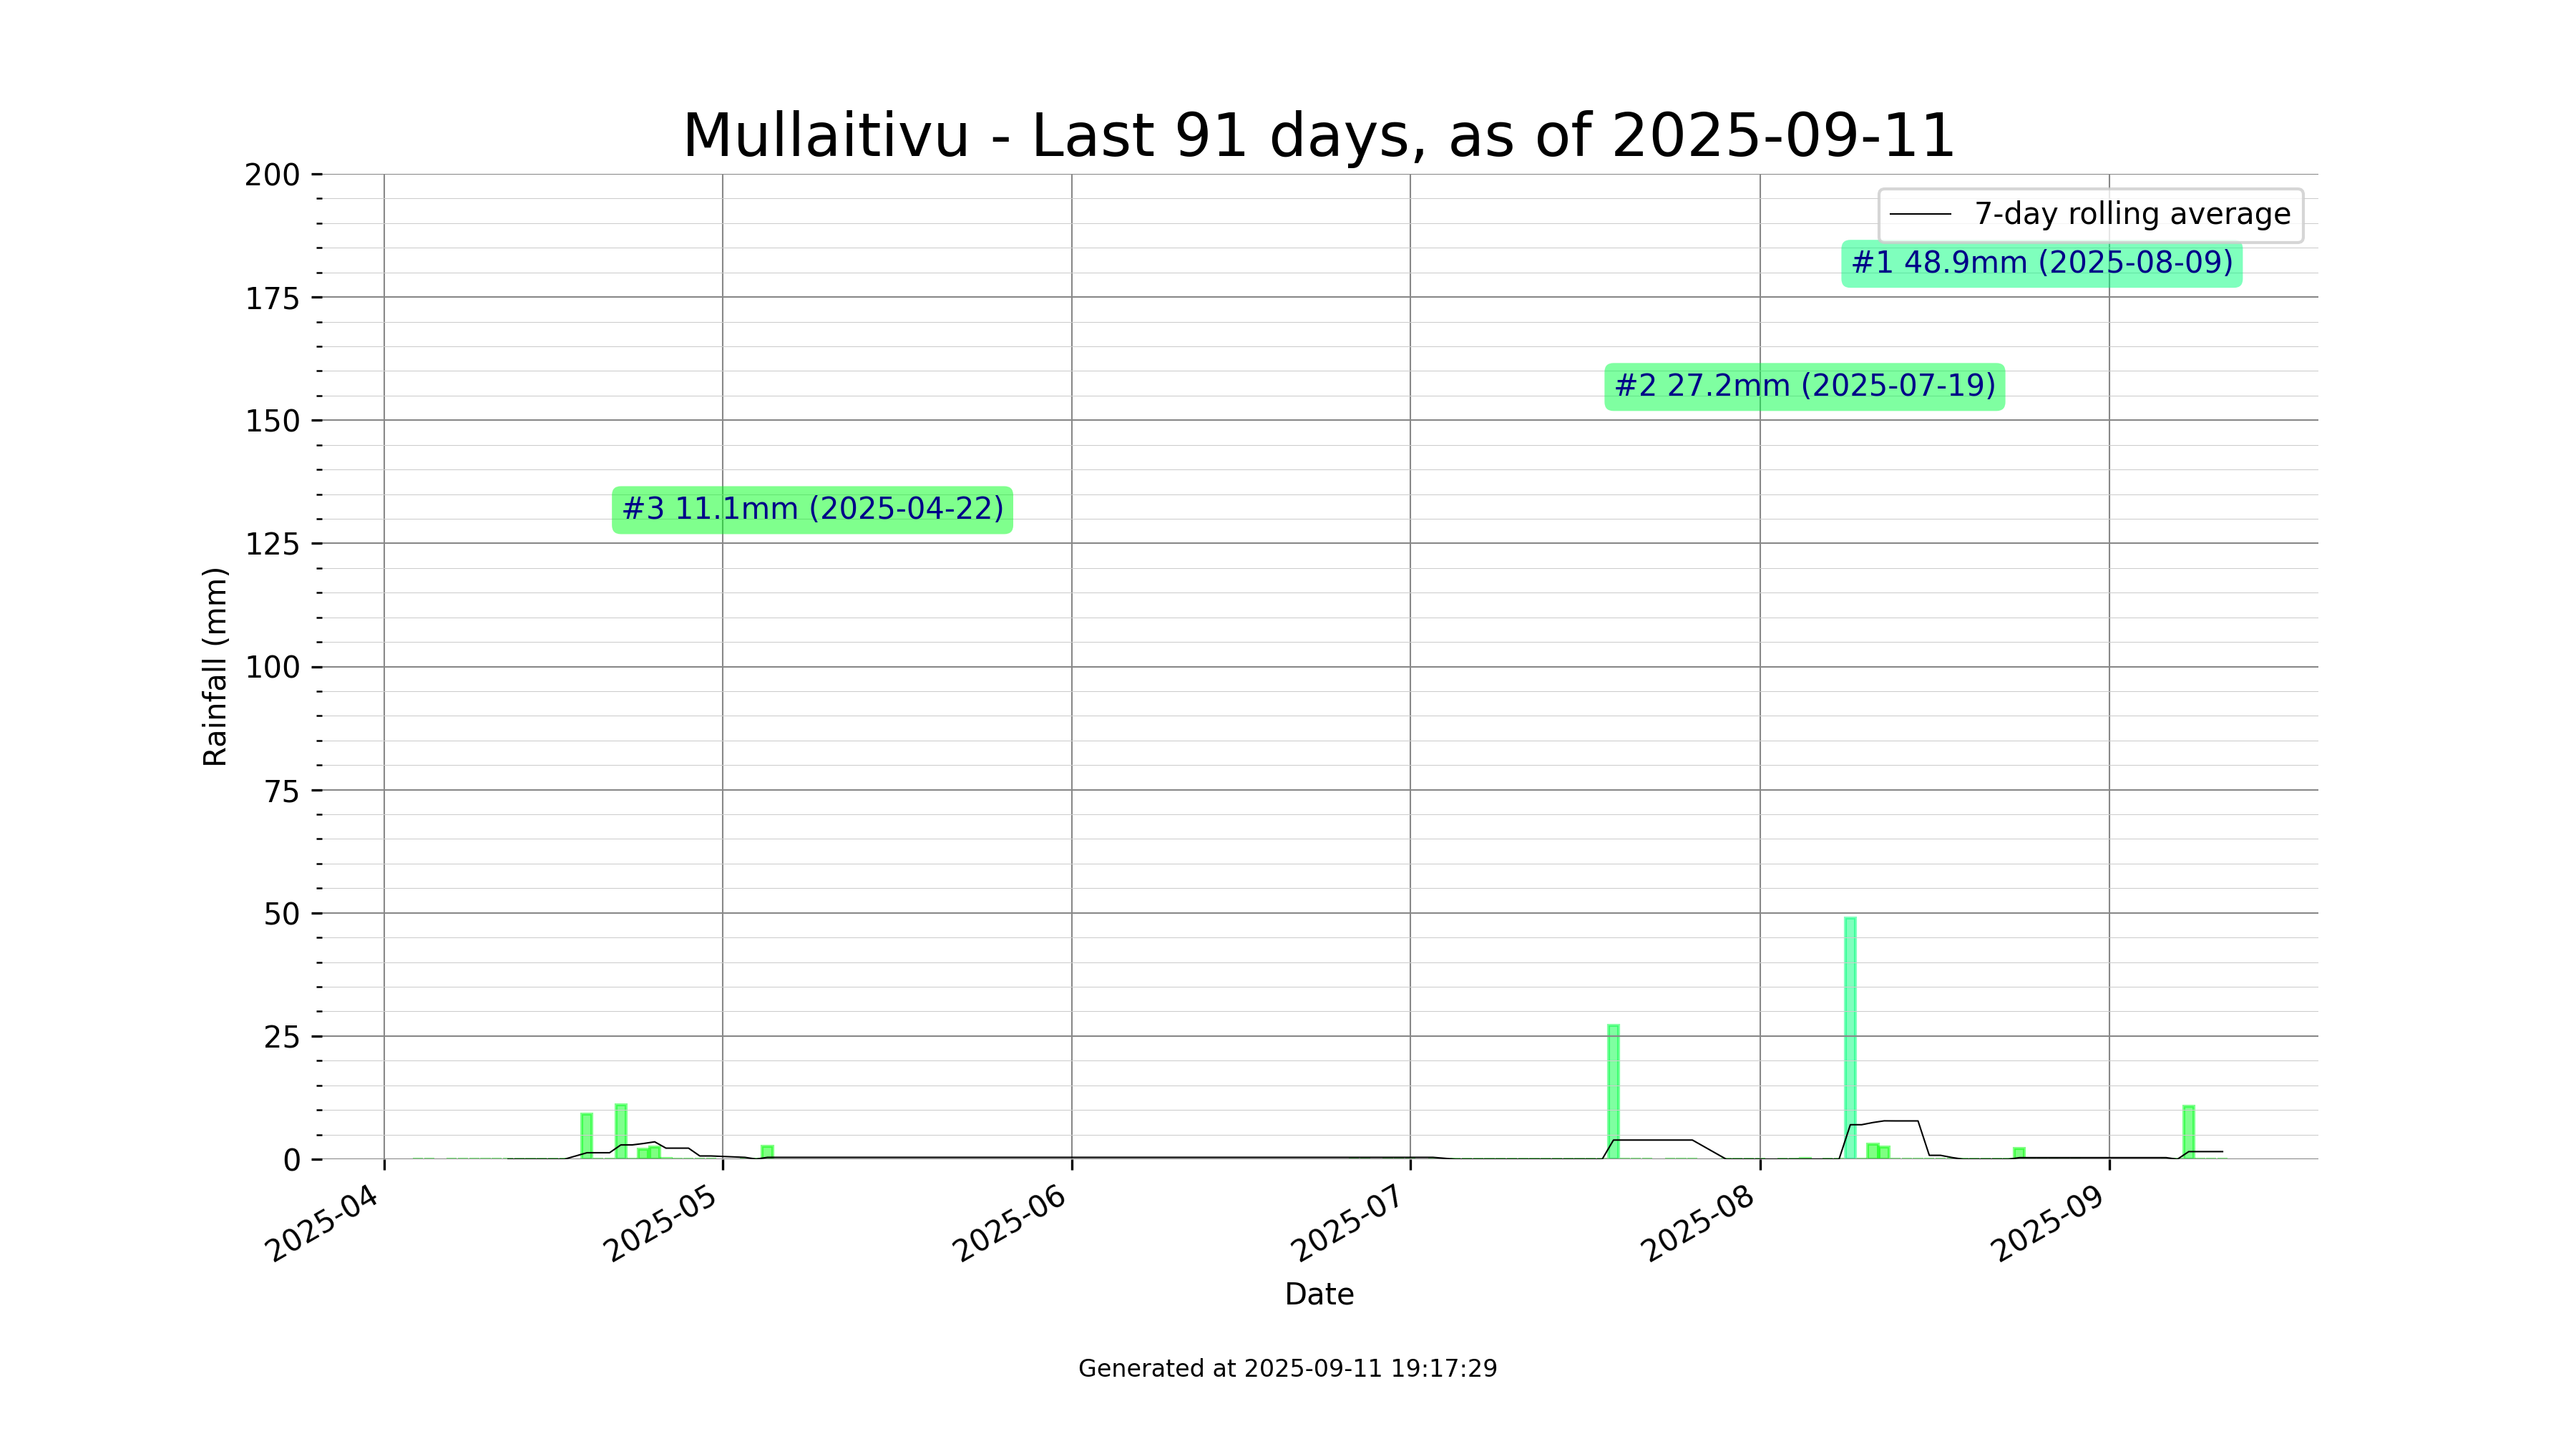 Mullaitivu - Last 91 days, as of 2025-09-11
7-day rolling average
#1 48.9mm (2025-08-09)
#2 27.2mm (2025-07-19)
#3 11.1mm (2025-04-22)
Rainfall (mm)
200
175
150
125
100
75
50
25
0
2025-04
2025-05
2025-06
2025-07
2025-08
2025-09
Date
Generated at 2025-09-11 19:17:29